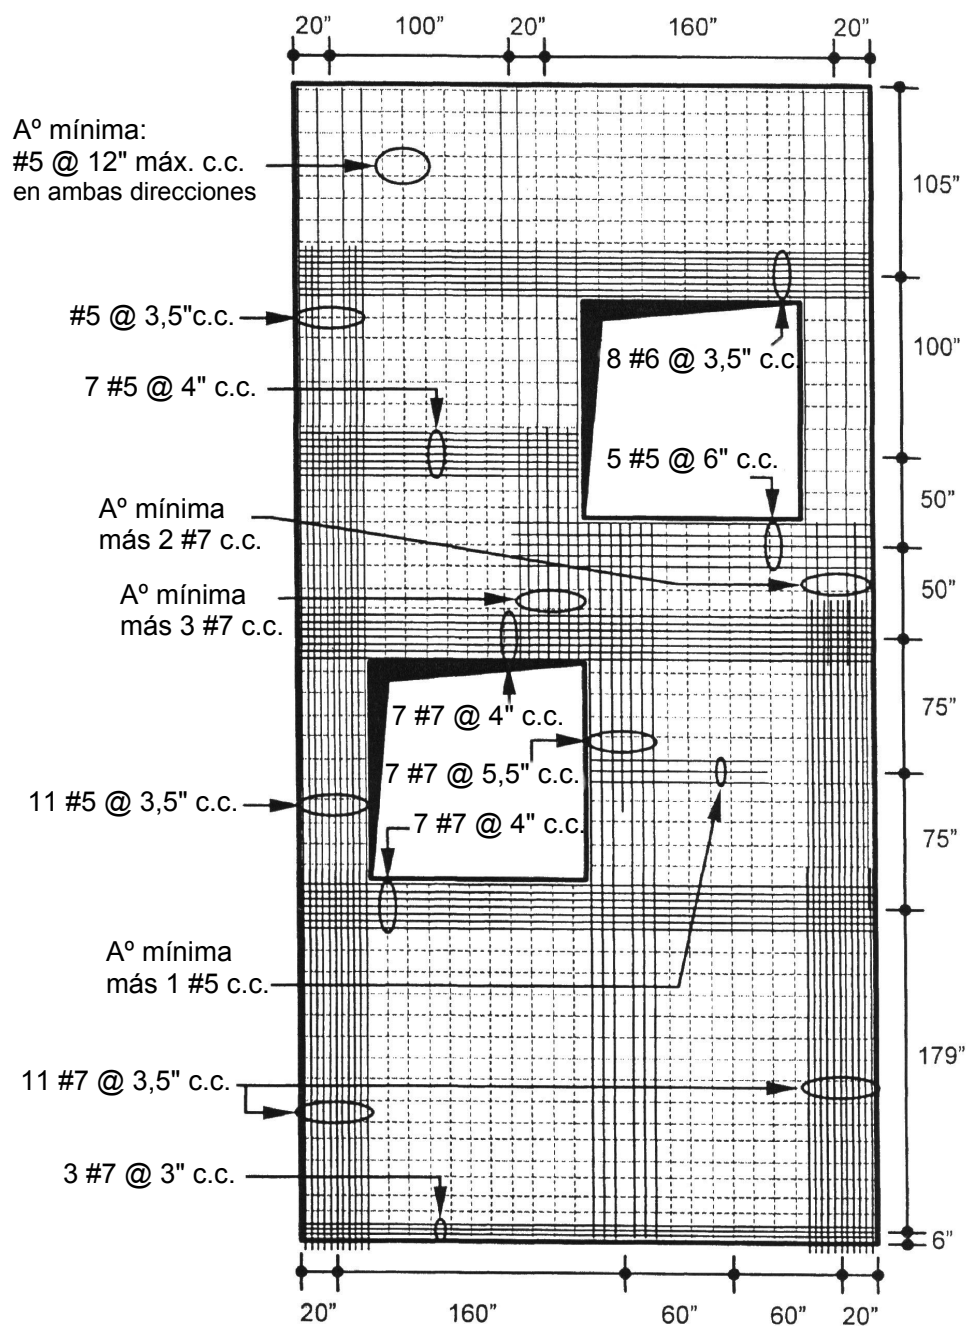 20” 100” 20” 160” 20”
Aº mínima:
#5 @ 12" máx. c.c.
en ambas direcciones
105”
#5 @ 3,5"c.c.
8 #6 @ 3,5" c.c.
100”
7 #5 @ 4" c.c.
5 #5 @ 6" c.c.
50”
Aº mínima
más 2 #7 c.c.
50”
Aº mínima
más 3 #7 c.c.
7 #7 @ 4" c.c.
75”
7 #7 @ 5,5" c.c.
11 #5 @ 3,5" c.c.
7 #7 @ 4" c.c.
75”
Aº mínima
más 1 #5 c.c.
179”
11 #7 @ 3,5" c.c.
3 #7 @ 3" c.c.
6”
20” 160” 60” 60” 20”